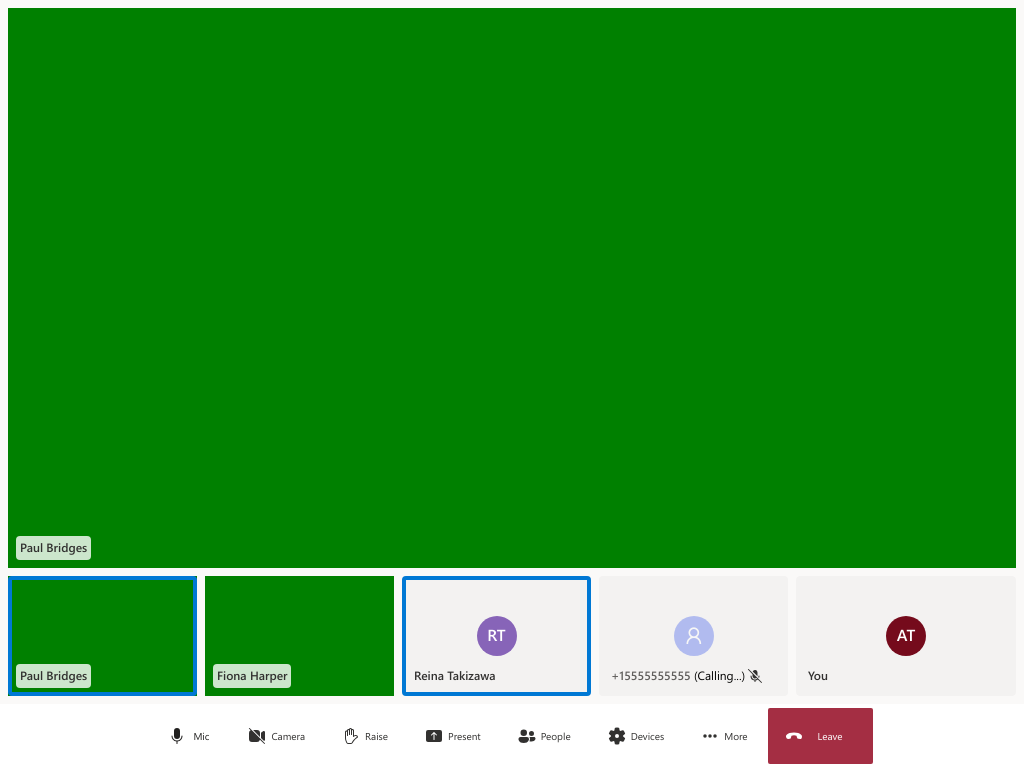 Paul Bridges
Paul Bridges
Fiona Harper
RT
Reina Takizawa
+15555555555 (Calling...)
AT
You
Mic
Camera
Raise
Present
People
Devices
More
Leave